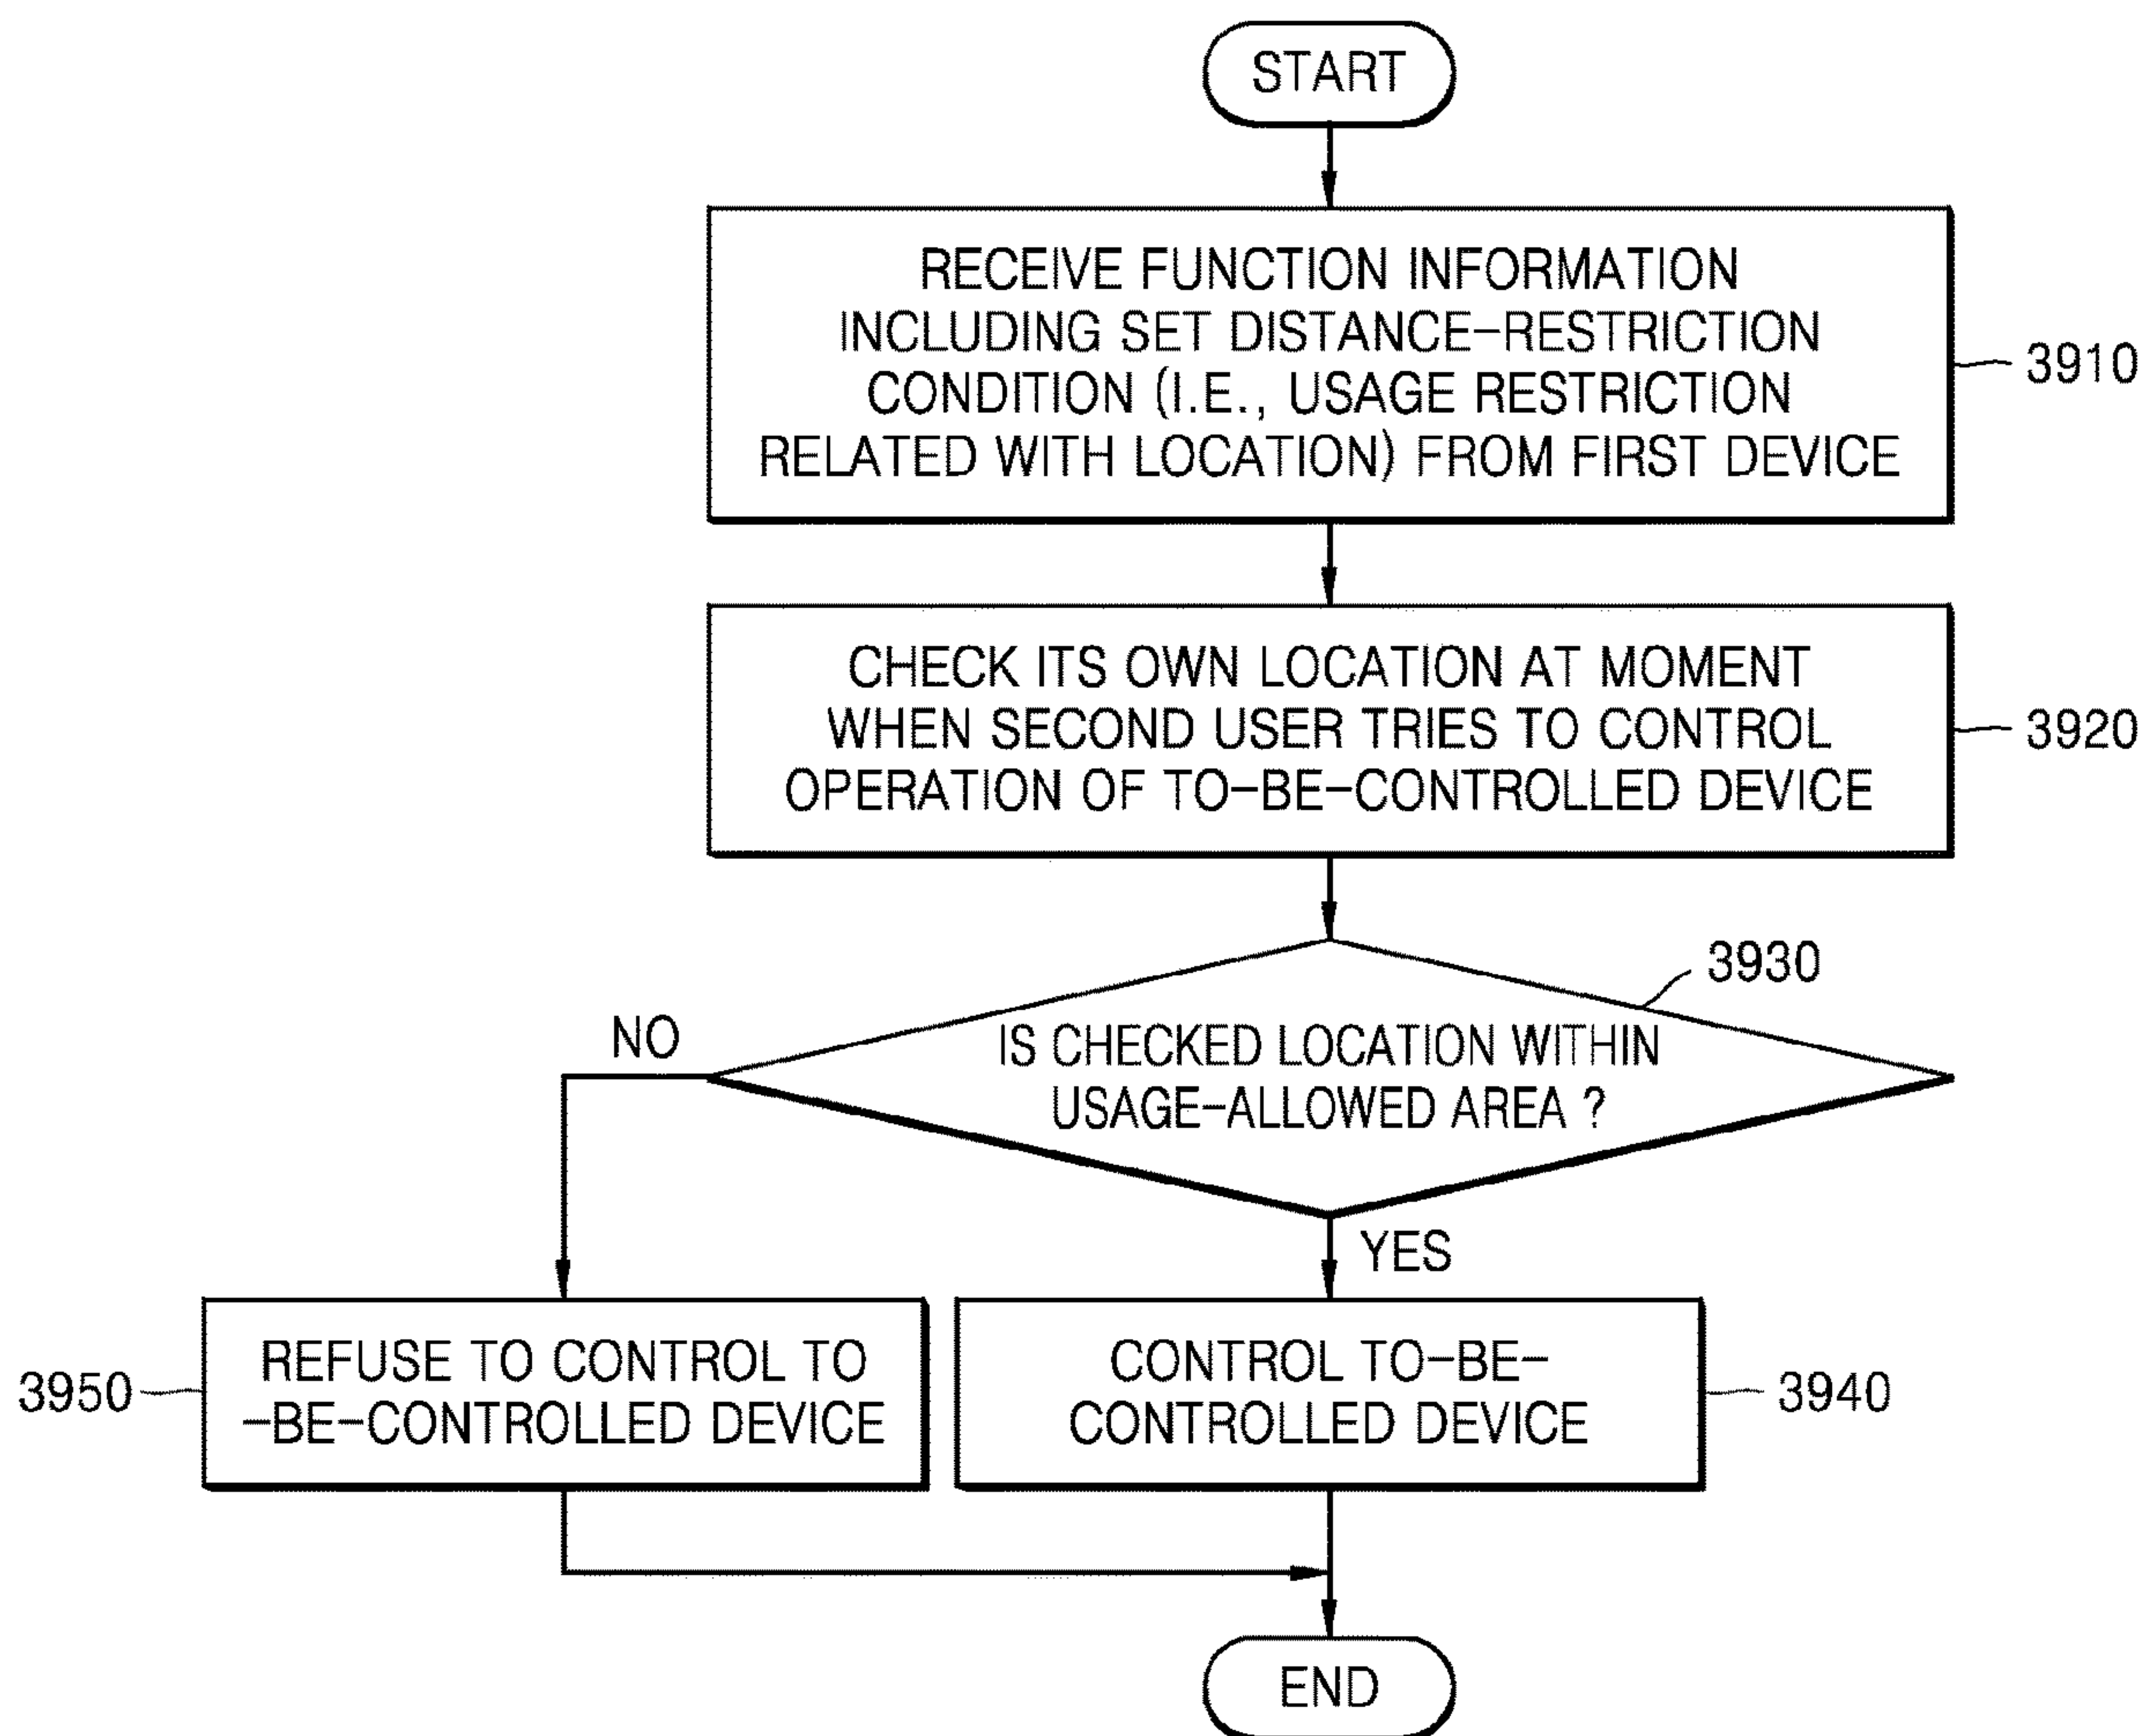 START
RECEIVE FUNCTION INFORMATION
INCLUDING SET DISTANCE-RESTRICTION
CONDITION (I.E., USAGE RESTRICTION
RELATED WITH LOCATION) FROM FIRST DEVICE
3910
CHECK ITS OWN LOCATION AT MOMENT
WHEN SECOND USER TRIES TO CONTROL
OPERATION OF TO-BE-CONTROLLED DEVICE
3920
3930
IS CHECKED LOCATION WITHIN
USAGE-ALLOWED AREA ?
NO
YES
3950
REFUSE TO CONTROL TO
-BE-CONTROLLED DEVICE
CONTROL TO-BE-
CONTROLLED DEVICE
3940
END